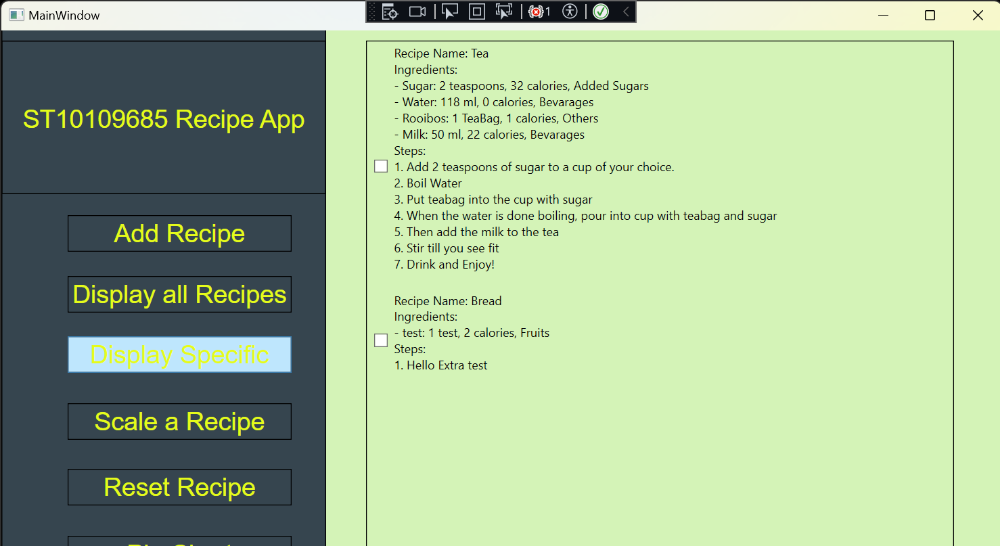 MainWindow
1
ST10109685 Recipe App
Add Recipe
Display all Recipes
Display Specific
Scale a Recipe
Reset Recipe
Recipe Name: Tea
Ingredients:
- Sugar: 2 teaspoons, 32 calories, Added Sugars
- Water: 118 ml, 0 calories, Bevarages
- Rooibos: 1 TeaBag, 1 calories, Others
- Milk: 50 ml, 22 calories, Bevarages
Steps:
1. Add 2 teaspoons of sugar to a cup of your choice.
2. Boil Water
3. Put teabag into the cup with sugar
4. When the water is done boiling, pour into cup with teabag and sugar
5. Then add the milk to the tea
6. Stir till you see fit
7. Drink and Enjoy!
Recipe Name: Bread
Ingredients:
- test: 1 test, 2 calories, Fruits
Steps:
1. Hello Extra test